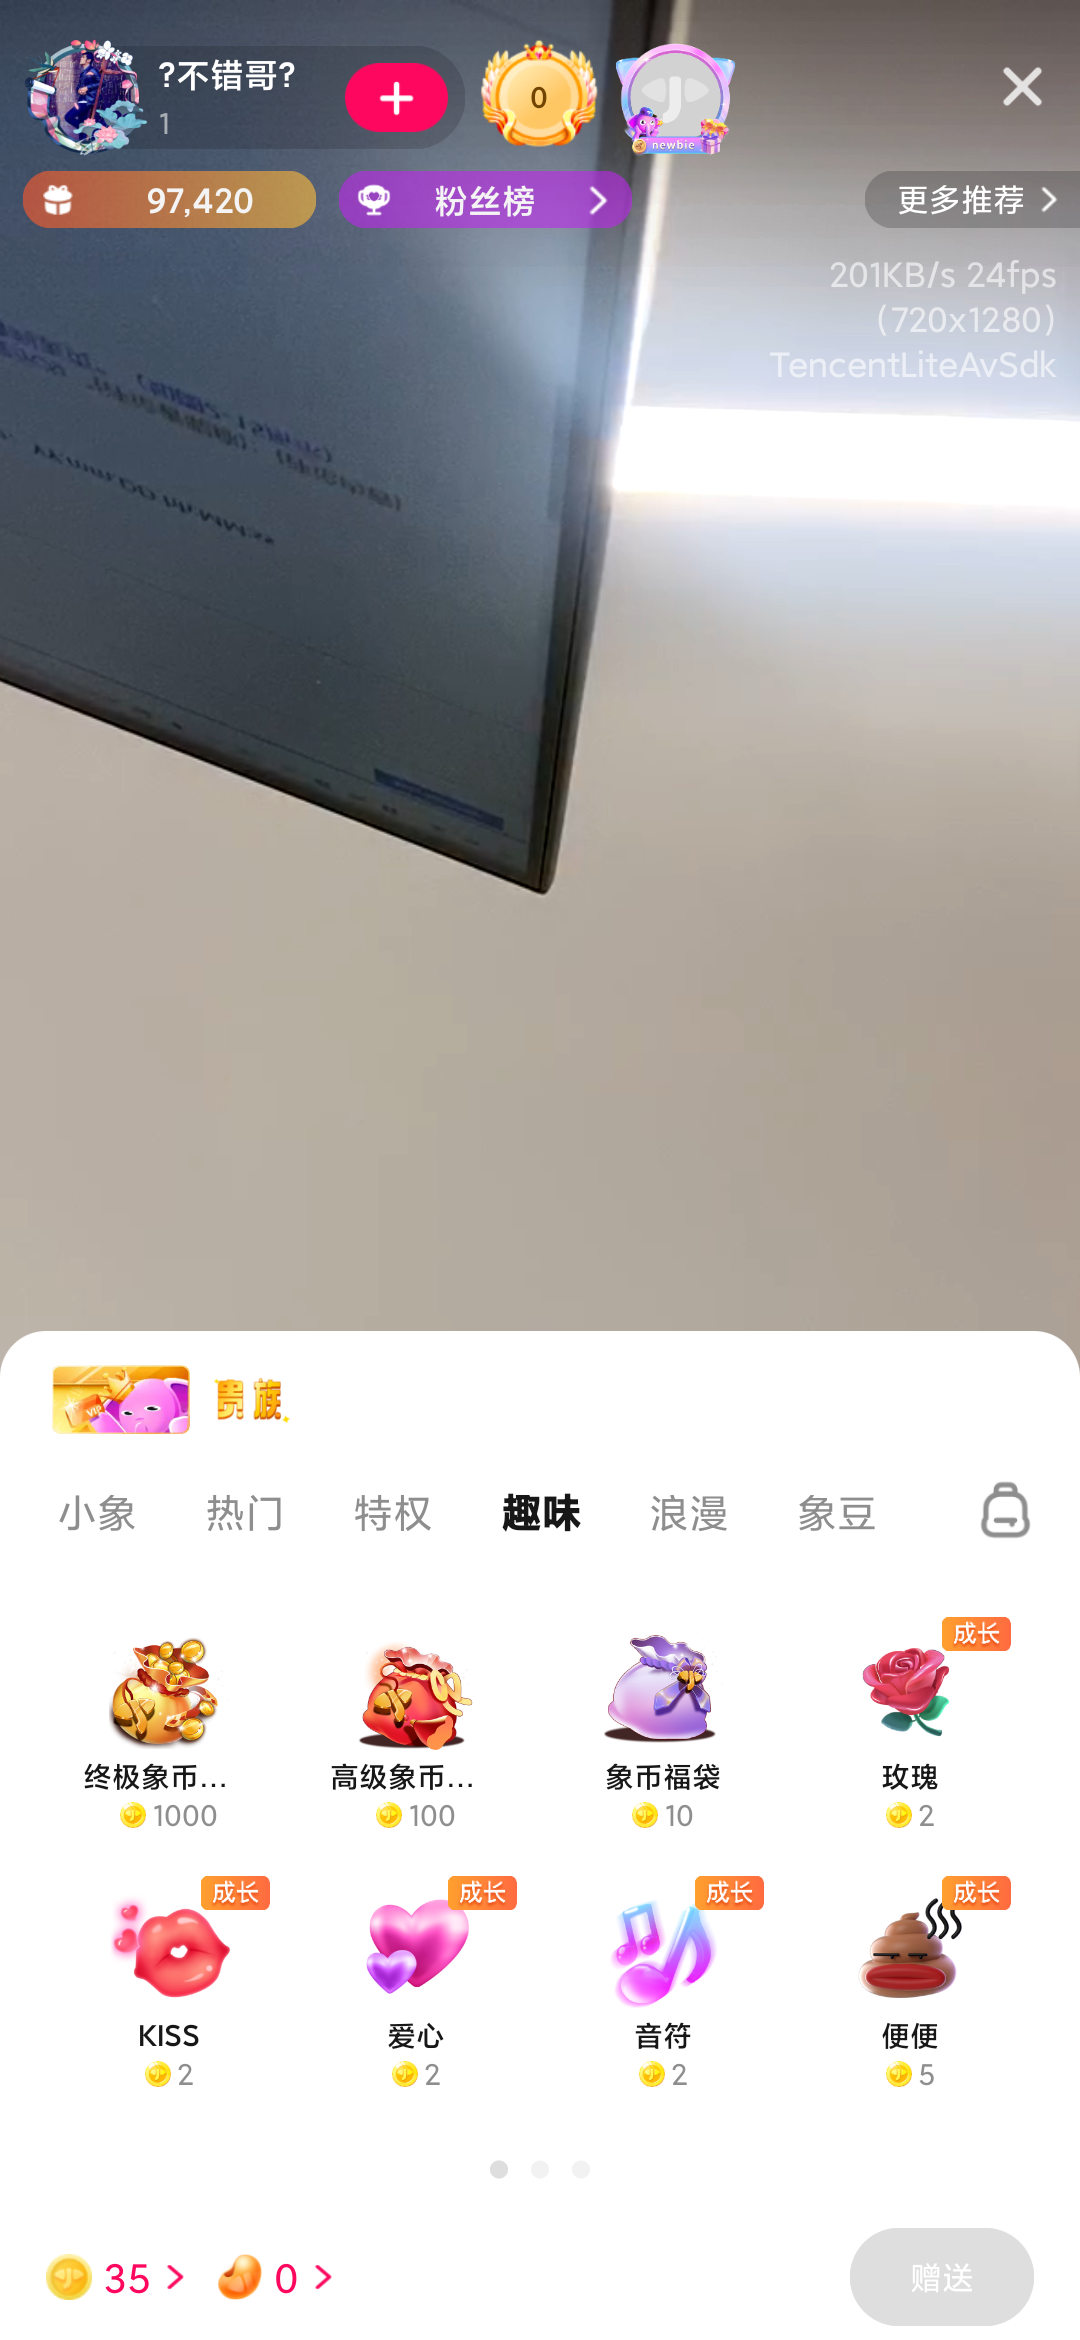 ?不错哥?
1
0
newbie
97,420
粉丝榜
更多推荐
201KB/s 24fps
(720x1280)
TencentLiteAvSdk
VIP
贵族
小象 热门 特权 趣味 浪漫 象豆
终极象币...
1000
高级象币...
100
象币福袋
10
成长
玫瑰
2
成长
KISS
2
成长
爱心
2
成长
音符
2
成长
便便
5
35
0
赠送